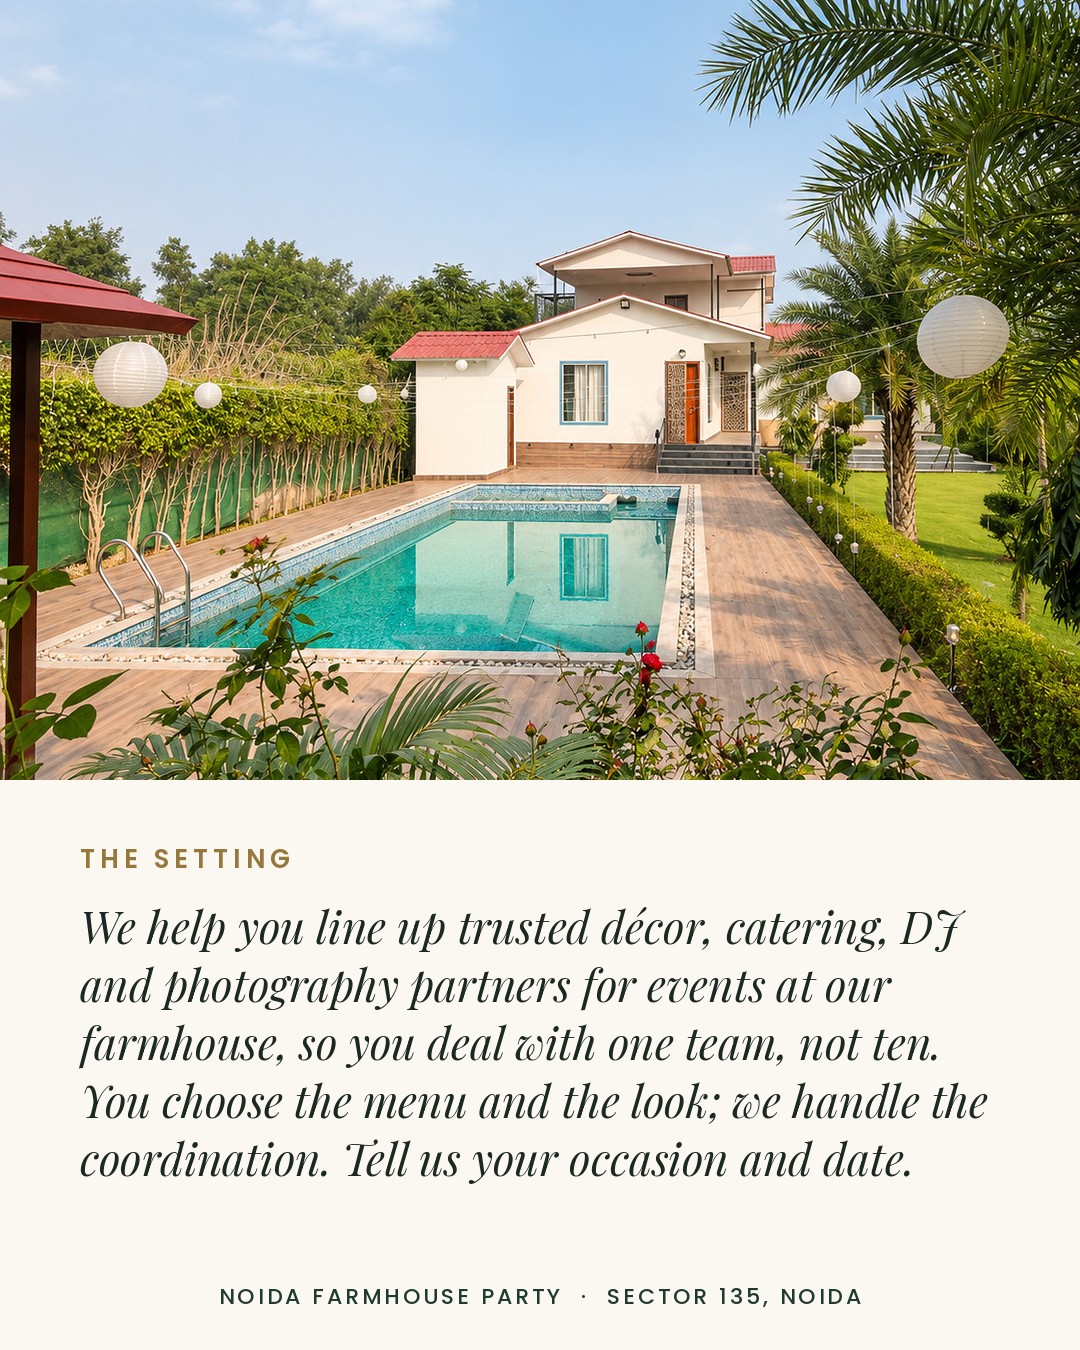 THE SETTING
We help you line up trusted décor, catering, DJ
and photography partners for events at our
farmhouse, so you deal with one team, not ten.
You choose the menu and the look; we handle the
coordination. Tell us your occasion and date.
NOIDA FARMHOUSE PARTY · SECTOR 135, NOIDA